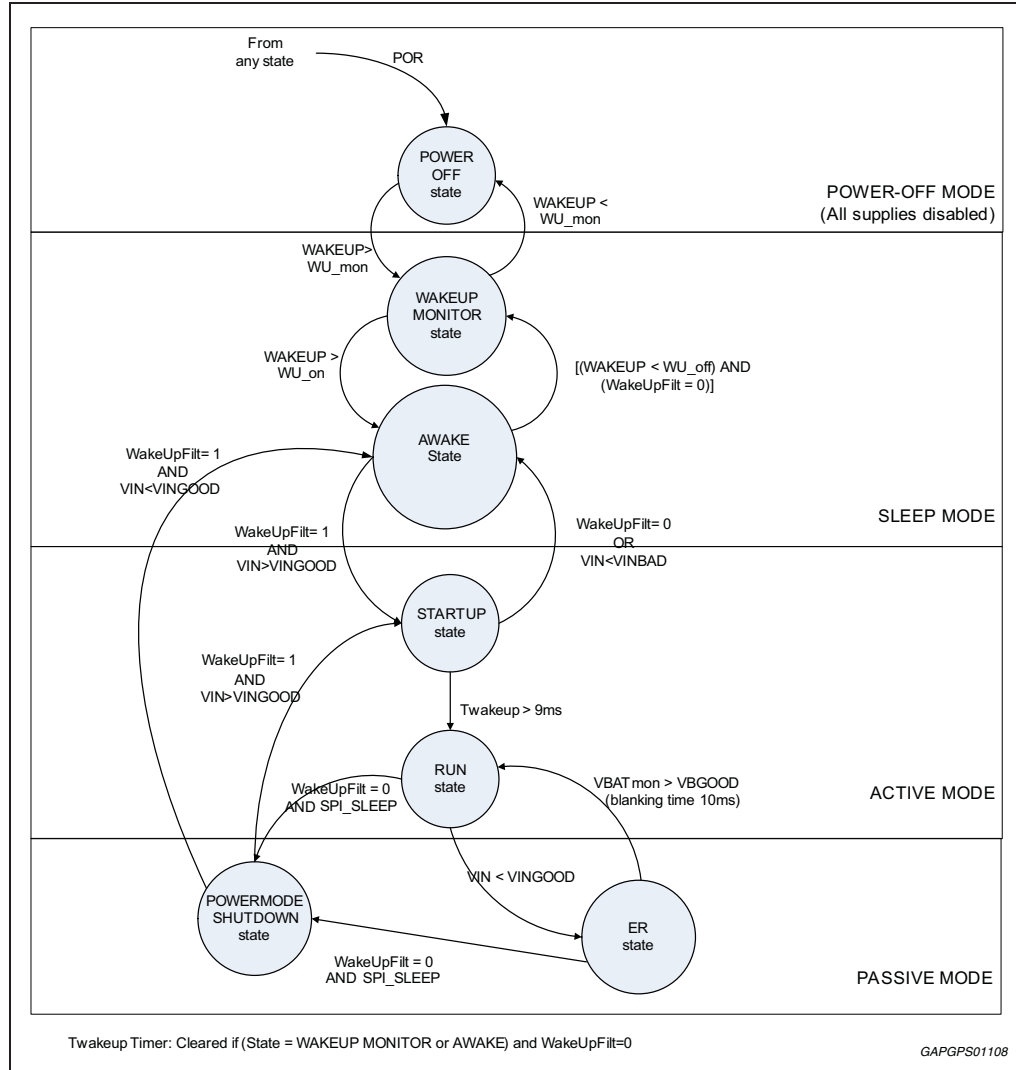 From
any state
POR
POWER
OFF
state
POWER-OFF MODE
(All supplies disabled)
WAKEUP <
WU_mon
WAKEUP>
WU_mon
WAKEUP
MONITOR
state
WAKEUP >
WU_on
[(WAKEUP < WU_off) AND
(WakeUpFilt = 0)]
AWAKE
State
WakeUpFilt= 1
AND
VIN<VINGOOD
WakeUpFilt= 1
AND
VIN>VINGOOD
WakeUpFilt= 0
OR
VIN<VINBAD
SLEEP MODE
STARTUP
state
WakeUpFilt= 1
AND
VIN>VINGOOD
Twakeup > 9ms
RUN
state
VBATmon > VBGOOD
(blanking time 10ms)
ACTIVE MODE
WakeUpFilt = 0
AND SPI_SLEEP
VIN < VINGOOD
POWERMODE
SHUTDOWN
state
ER
state
WakeUpFilt = 0
AND SPI_SLEEP
PASSIVE MODE
Twakeup Timer: Cleared if (State = WAKEUP MONITOR or AWAKE) and WakeUpFilt=0
GAPGPS01108